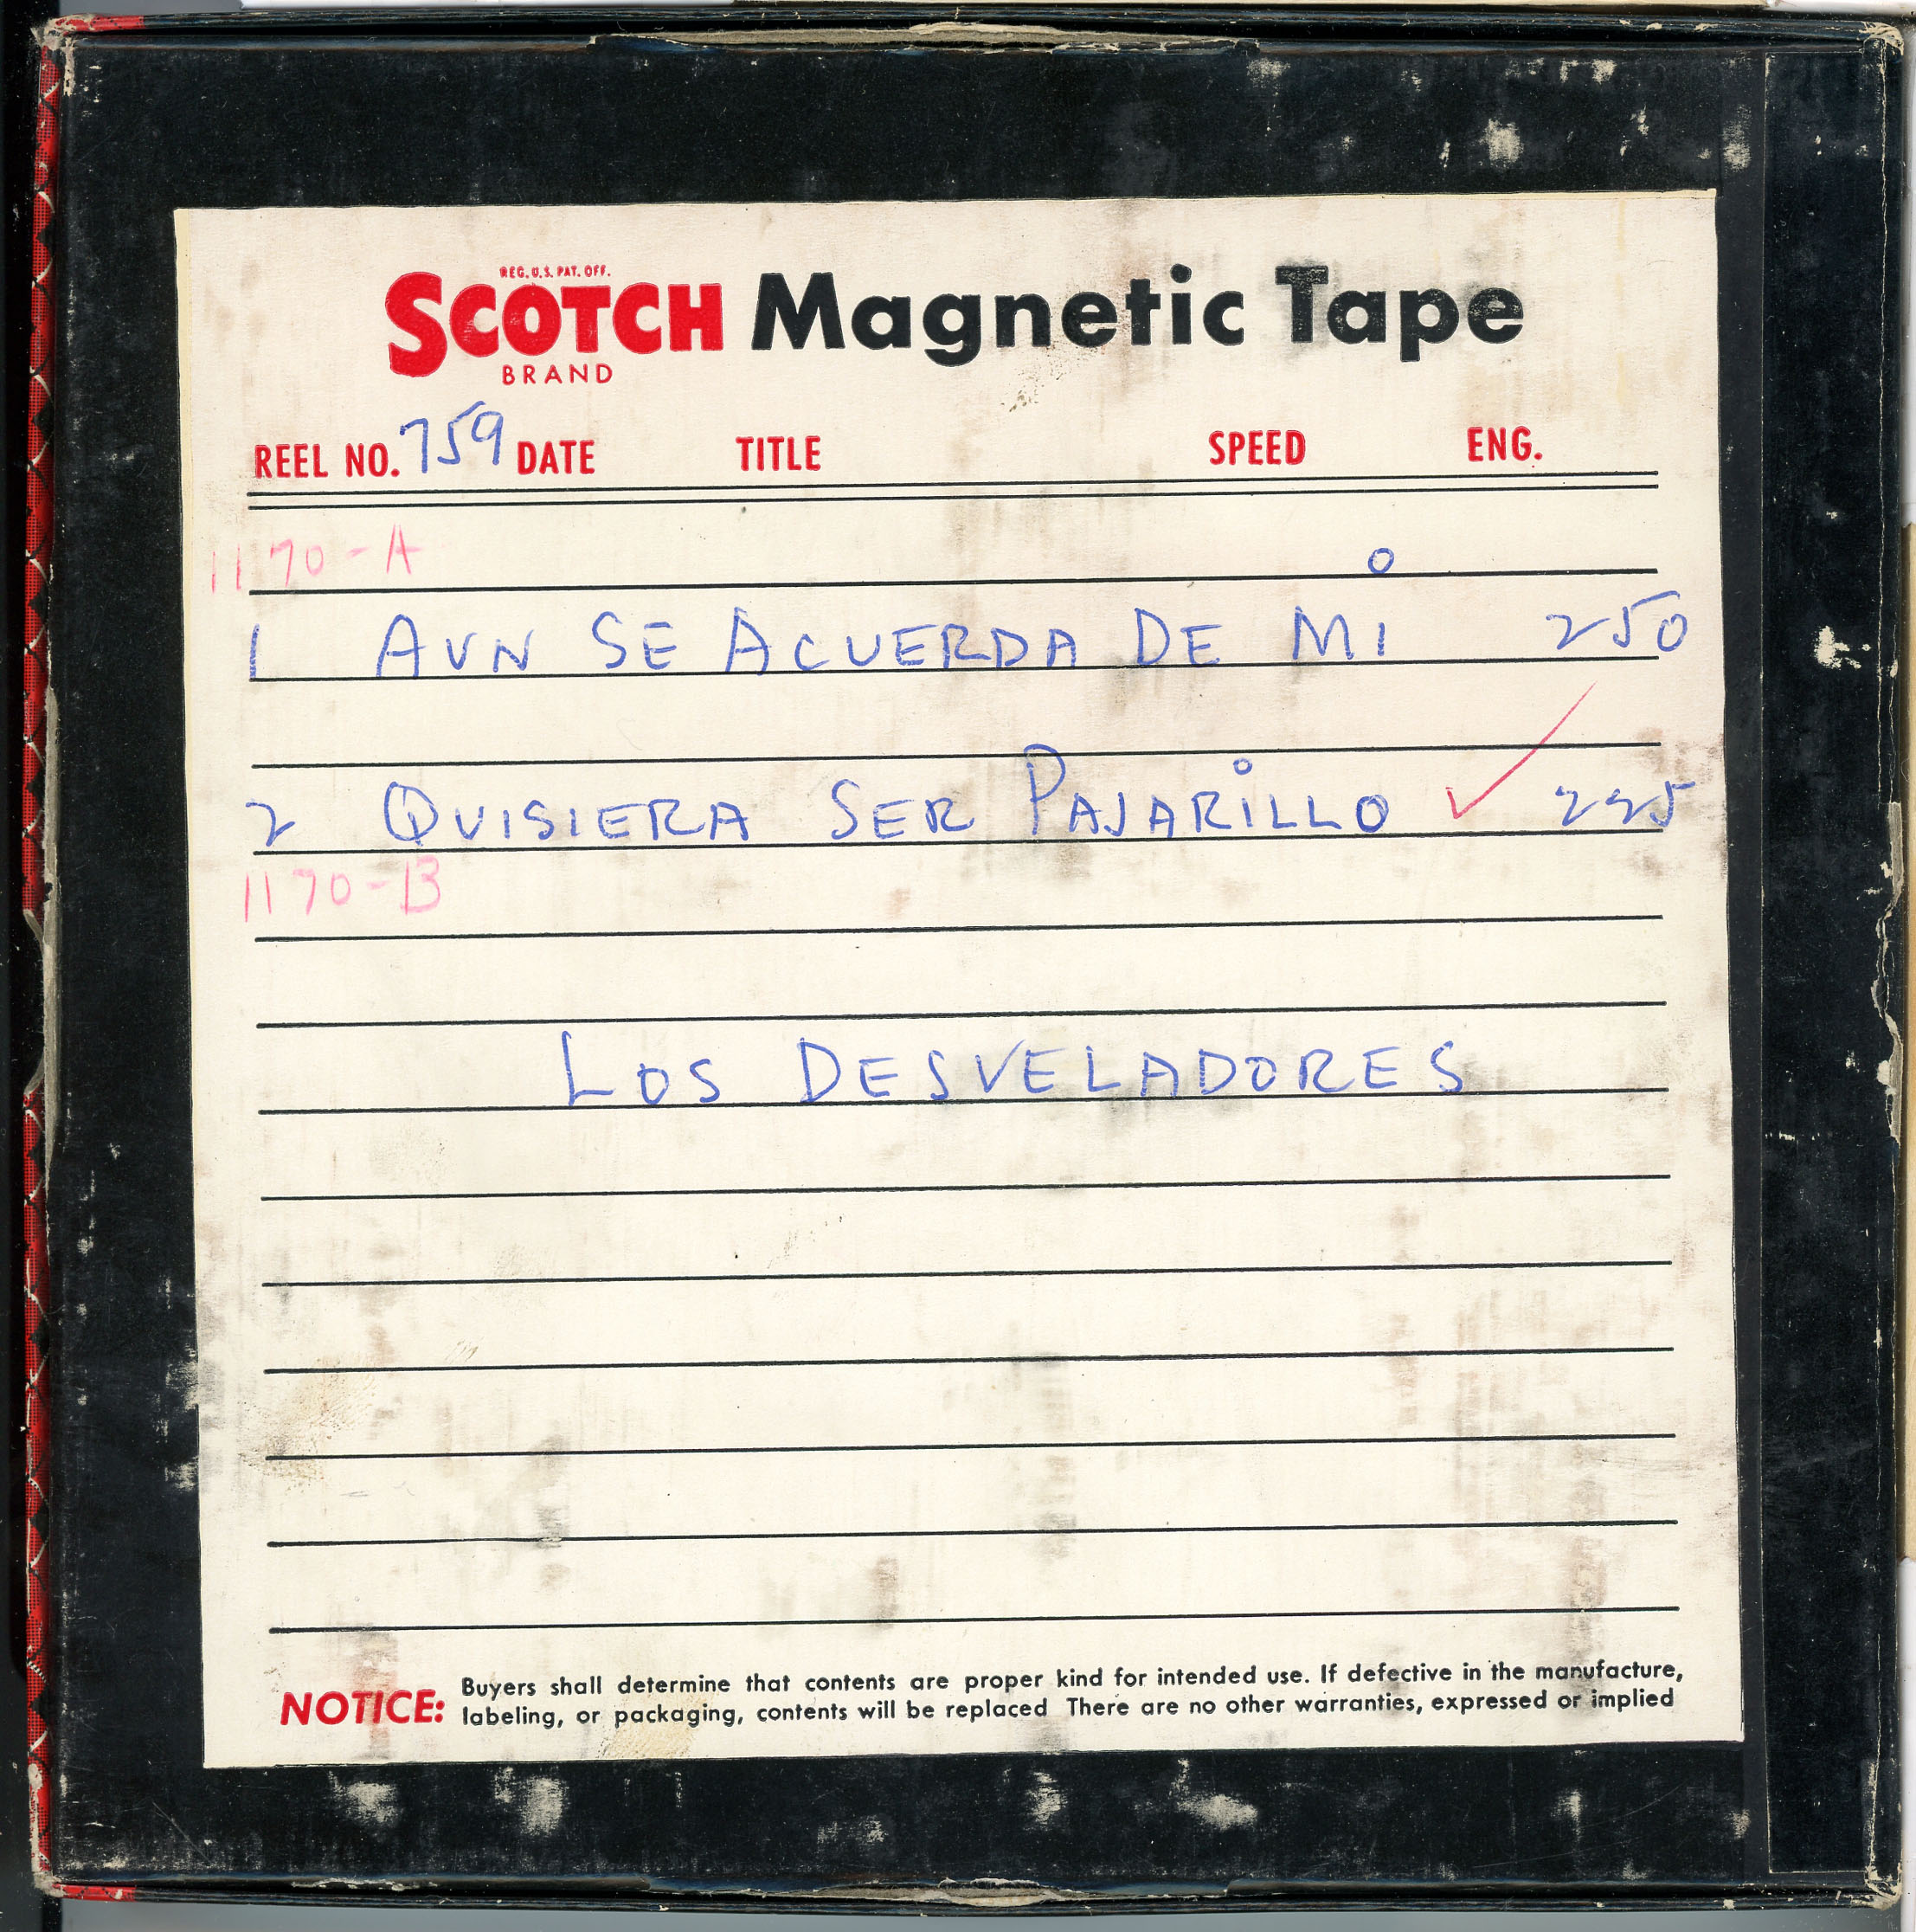 REG. U.S. PAT. OFF.
SCOTCH Magnetic Tape
BRAND
REEL NO. 759 DATE TITLE SPEED ENG.
1170-A
1 AUN SE ACUERDA DE MI 250
2 QUISIERA SER PAJARILLO ✓ 225
1170-B
LOS DESVELADORES
NOTICE: Buyers shall determine that contents are proper kind for intended use. If defective in the manufacture,
labeling, or packaging, contents will be replaced There are no other warranties, expressed or implied